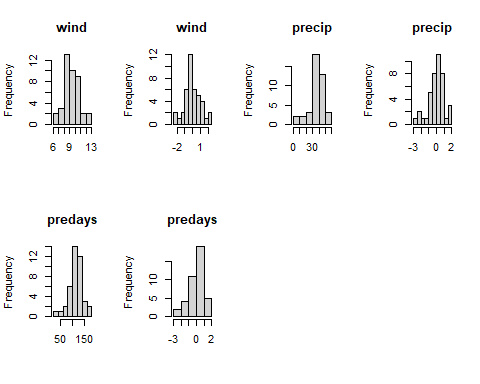 wind
wind
precip
precip
Frequency
0 4 8 12
6 9 13
Frequency
0 4 8 12
-2 1
Frequency
0 5 10
0 30
Frequency
0 4 8
-3 0 2
predays
predays
Frequency
0 4 8 12
50 150
Frequency
0 5 10
-3 0 2